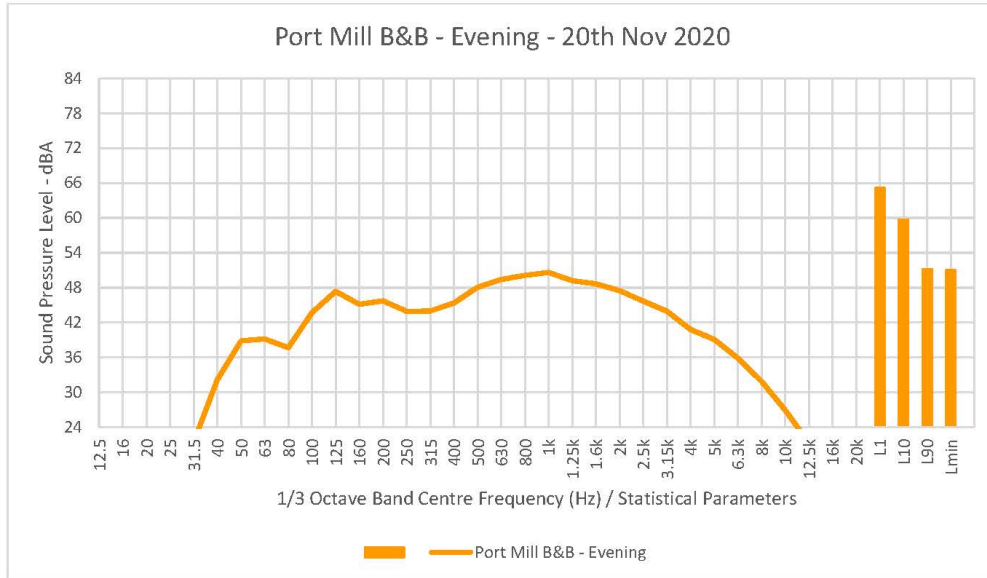 Port Mill B&B - Evening - 20th Nov 2020
Sound Pressure Level - dBA
84
78
72
66
60
54
48
42
36
30
24
12.5 16 20 25 31.5 40 50 63 80 100 125 160 200 250 315 400 500 630 800 1k 1.25k 1.6k 2k 2.5k 3.15k 4k 5k 6.3k 8k 10k 12.5k 16k 20k L1 L10 L90 Lmin
1/3 Octave Band Centre Frequency (Hz) / Statistical Parameters
Port Mill B&B - Evening